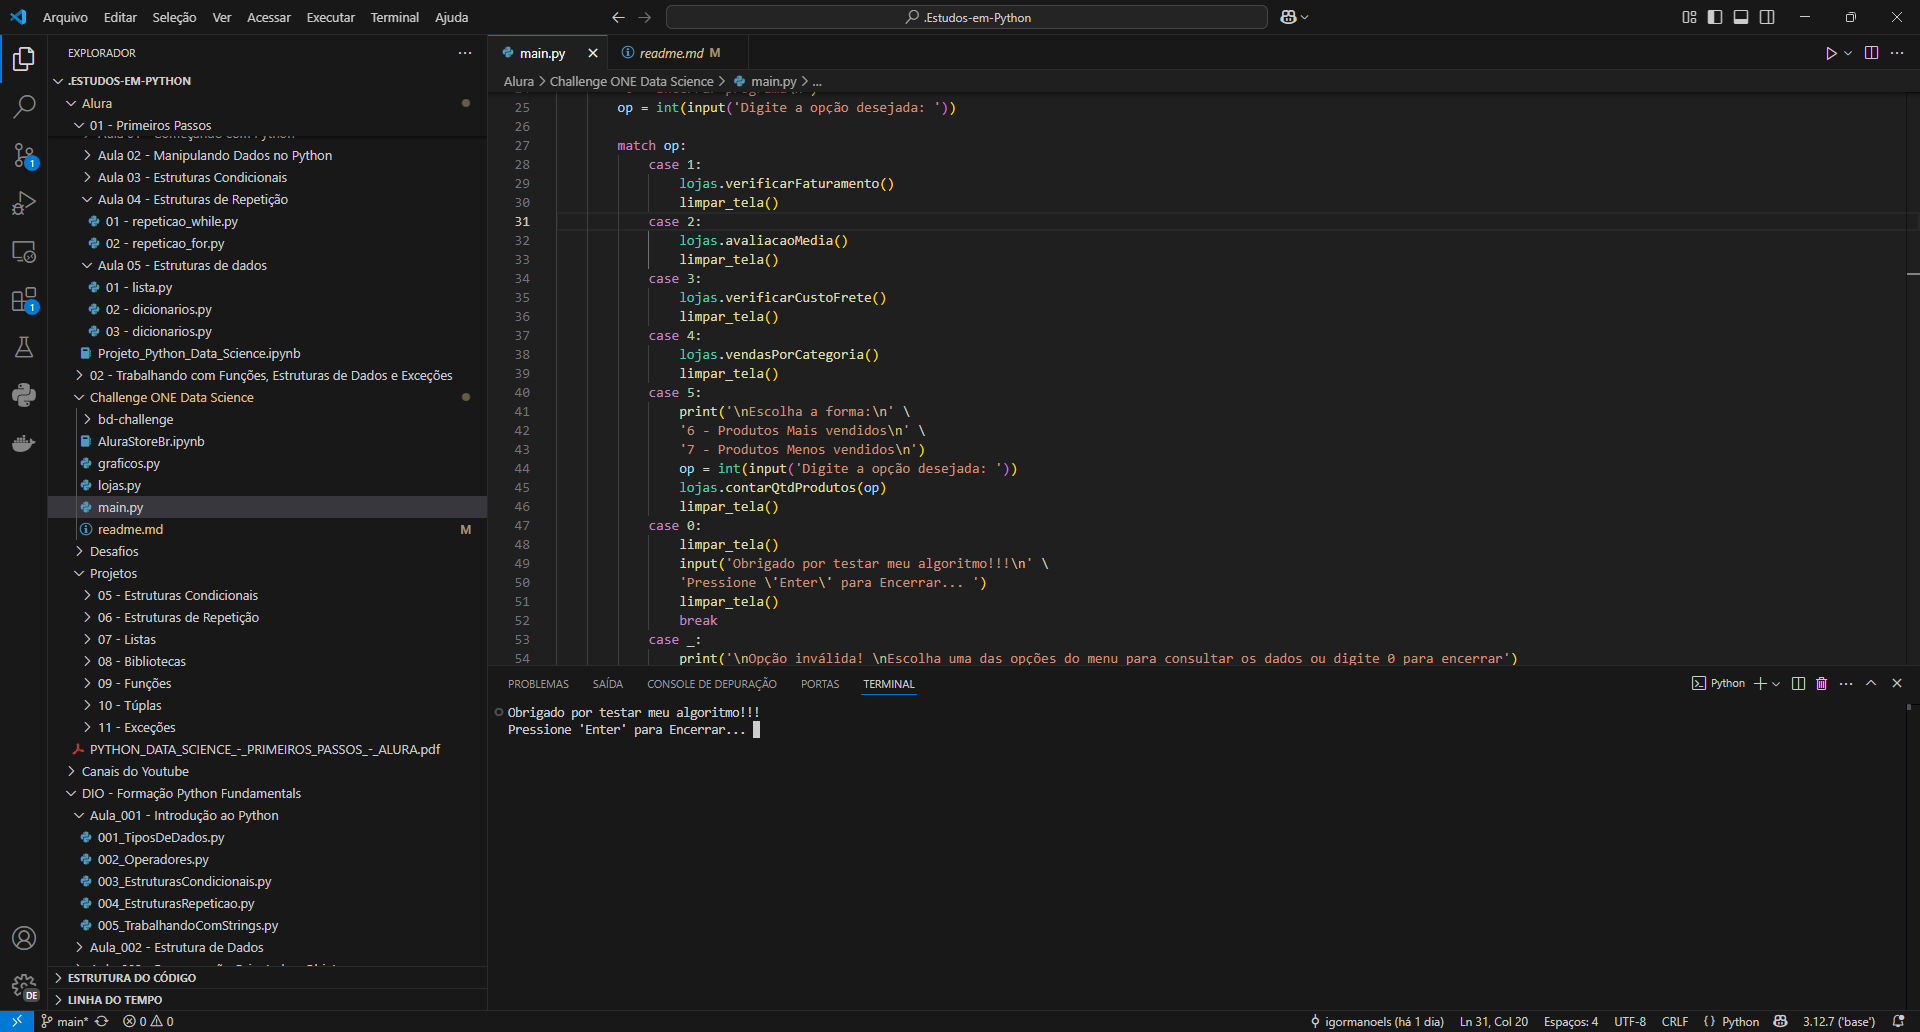 Arquivo Editar Seleção Ver Acessar Executar Terminal Ajuda
.Estudos-em-Python
EXPLORADOR
.ESTUDOS-EM-PYTHON
Alura
01 - Primeiros Passos
Aula 02 - Manipulando Dados no Python
Aula 03 - Estruturas Condicionais
Aula 04 - Estruturas de Repetição
01 - repeticao_while.py
02 - repeticao_for.py
Aula 05 - Estruturas de dados
01 - lista.py
02 - dicionarios.py
03 - dicionarios.py
Projeto_Python_Data_Science.ipynb
02 - Trabalhando com Funções, Estruturas de Dados e Exceções
Challenge ONE Data Science
bd-challenge
AluraStoreBr.ipynb
graficos.py
lojas.py
main.py
readme.md M
Desafios
Projetos
05 - Estruturas Condicionais
06 - Estruturas de Repetição
07 - Listas
08 - Bibliotecas
09 - Funções
10 - Túplas
11 - Exceções
PYTHON_DATA_SCIENCE_-_PRIMEIROS_PASSOS_-_ALURA.pdf
Canais do Youtube
DIO - Formação Python Fundamentals
Aula_001 - Introdução ao Python
001_TiposDeDados.py
002_Operadores.py
003_EstruturasCondicionais.py
004_EstruturasRepeticao.py
005_TrabalhandoComStrings.py
Aula_002 - Estrutura de Dados
ESTRUTURA DO CÓDIGO
LINHA DO TEMPO
1
1
DE
main.py readme.md M
Alura > Challenge ONE Data Science > main.py > ...
25 op = int(input('Digite a opção desejada: '))
26
27 match op:
28 case 1:
29 lojas.verificarFaturamento()
30 limpar_tela()
31 case 2:
32 lojas.avaliacaoMedia()
33 limpar_tela()
34 case 3:
35 lojas.verificarCustoFrete()
36 limpar_tela()
37 case 4:
38 lojas.vendasPorCategoria()
39 limpar_tela()
40 case 5:
41 print('\nEscolha a forma:\n' \
42 '6 - Produtos Mais vendidos\n' \
43 '7 - Produtos Menos vendidos\n')
44 op = int(input('Digite a opção desejada: '))
45 lojas.contarQtdProdutos(op)
46 limpar_tela()
47 case 0:
48 limpar_tela()
49 input('Obrigado por testar meu algoritmo!!!\n' \
50 'Pressione \'Enter\' para Encerrar... ')
51 limpar_tela()
52 break
53 case _:
54 print('\nOpção inválida! \nEscolha uma das opções do menu para consultar os dados ou digite 0 para encerrar')
PROBLEMAS SAÍDA CONSOLE DE DEPURAÇÃO PORTAS TERMINAL Python
Obrigado por testar meu algoritmo!!!
Pressione 'Enter' para Encerrar...
main* 0 0 igormanoels (há 1 dia) Ln 31, Col 20 Espaços: 4 UTF-8 CRLF {} Python 3.12.7 ('base')